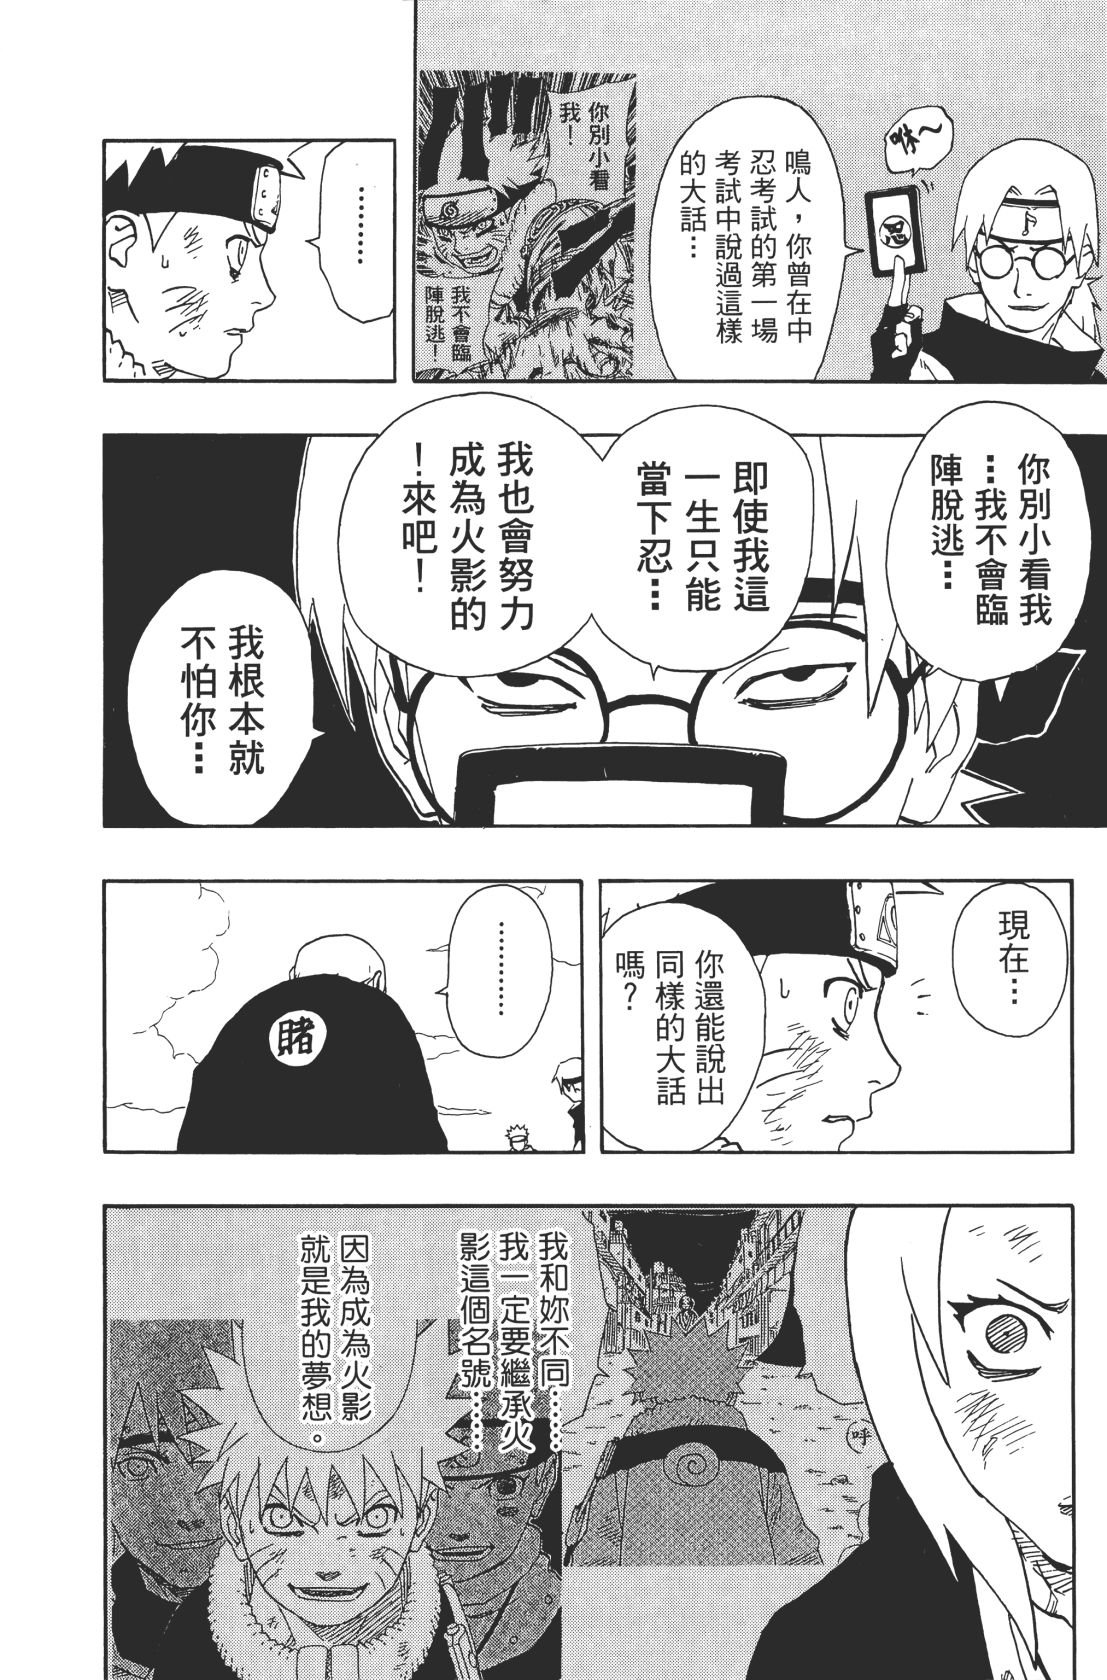 咻～
忍
鳴人，你曾在中
忍考試的第一場
考試中說過這樣
的大話…
你別小看
我！
我不會臨
陣脫逃！
………
你別小看我
…我不會臨
陣脫逃…
即使我這
一生只能
當下忍…
我也會努力
成為火影的
！來吧！
我根本就
不怕你…
現在…
你還能說出
同樣的大話
嗎？
………
賭
呼
我和妳不同……
我一定要繼承火
影這個名號……
因為成為火影
就是我的夢想。